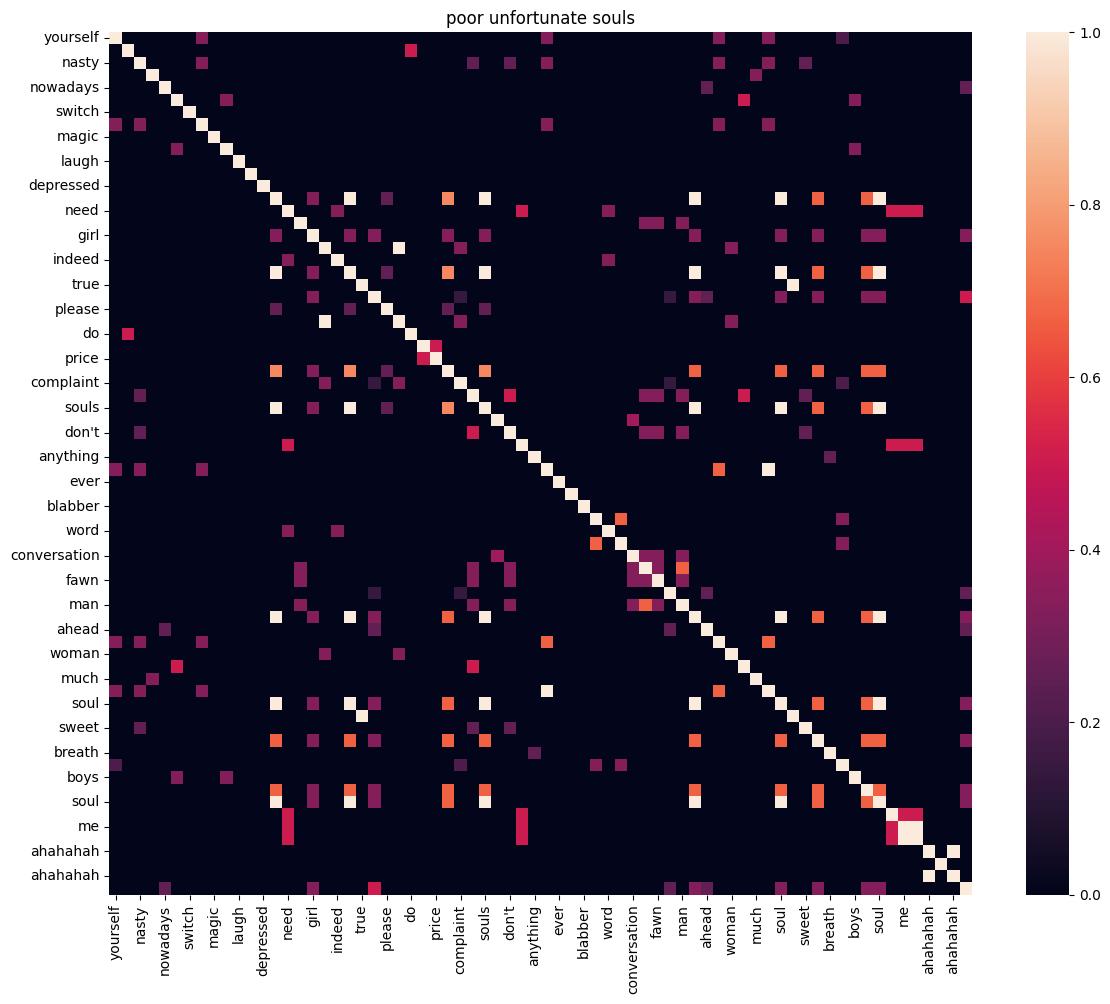 poor unfortunate souls
yourself
nasty
nowadays
switch
magic
laugh
depressed
need
girl
indeed
true
please
do
price
complaint
souls
don't
anything
ever
blabber
word
conversation
fawn
man
ahead
woman
much
soul
sweet
breath
boys
soul
me
ahahahah
ahahahah
yourself
nasty
nowadays
switch
magic
laugh
depressed
need
girl
indeed
true
please
do
price
complaint
souls
don't
anything
ever
blabber
word
conversation
fawn
man
ahead
woman
much
soul
sweet
breath
boys
soul
me
ahahahah
ahahahah
1.0
0.8
0.6
0.4
0.2
0.0